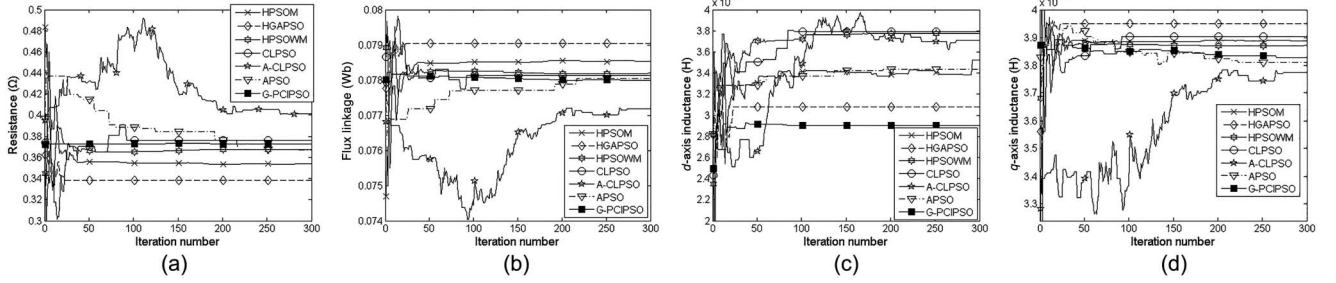 0.5
0.48
0.46
0.44
0.42
0.4
0.38
0.36
0.34
0.32
0.3
Resistance (Ω)
HPSOM
HGAPSO
HPSOWM
CLPSO
A-CLPSO
APSO
G-PCIPSO
0 50 100 150 200 250 300
Iteration number
(a)
0.08
0.079
0.078
0.077
0.076
0.075
0.074
Flux linkage (Wb)
HPSOM
HGAPSO
HPSOWM
CLPSO
A-CLPSO
APSO
G-PCIPSO
0 50 100 150 200 250 300
Iteration number
(b)
4
3.8
3.6
3.4
3.2
3
2.8
2.6
2.4
2.2
2
d-axis inductance (H)
HPSOM
HGAPSO
HPSOWM
CLPSO
A-CLPSO
APSO
G-PCIPSO
0 50 100 150 200 250 300
Iteration number
(c)
4
3.9
3.8
3.7
3.6
3.5
3.4
3.3
q-axis inductance (H)
HPSOM
HGAPSO
HPSOWM
CLPSO
A-CLPSO
APSO
G-PCIPSO
0 50 100 150 200 250 300
Iteration number
(d)